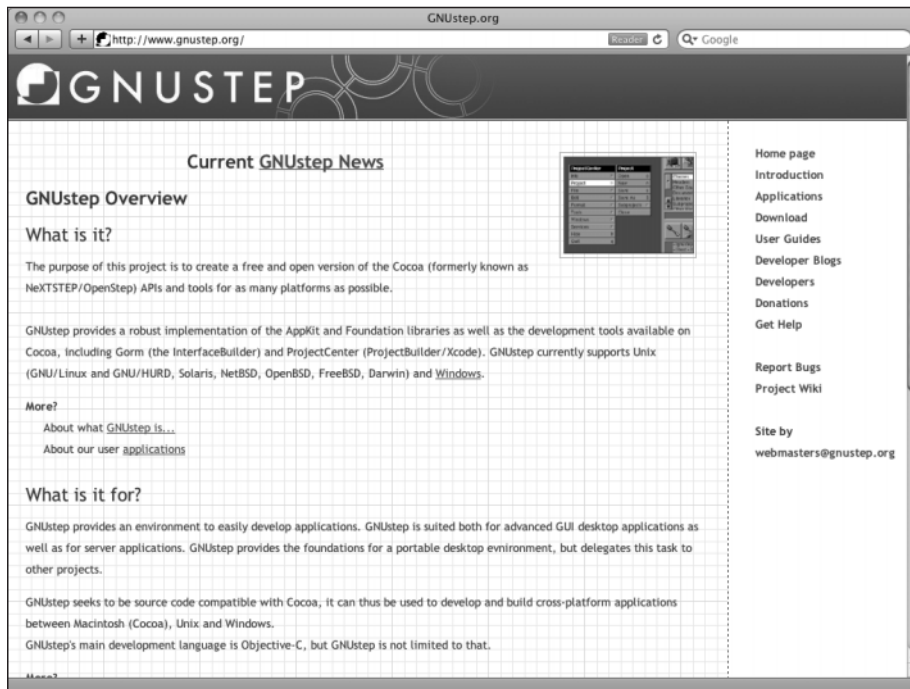 GNUstep.org
http://www.gnustep.org/
Reader
Google
GNUSTEP
Current GNUstep News
GNUstep Overview
What is it?
The purpose of this project is to create a free and open version of the Cocoa (formerly known as
NeXTSTEP/OpenStep) APIs and tools for as many platforms as possible.
GNUstep provides a robust implementation of the AppKit and Foundation libraries as well as the development tools available on
Cocoa, including Gorm (the InterfaceBuilder) and ProjectCenter (ProjectBuilder/Xcode). GNUstep currently supports Unix
(GNU/Linux and GNU/HURD, Solaris, NetBSD, OpenBSD, FreeBSD, Darwin) and Windows.
More?
About what GNUstep is...
About our user applications
What is it for?
GNUstep provides an environment to easily develop applications. GNUstep is suited both for advanced GUI desktop applications as
well as for server applications. GNUstep provides the foundations for a portable desktop evnironment, but delegates this task to
other projects.
GNUstep seeks to be source code compatible with Cocoa, it can thus be used to develop and build cross-platform applications
between Macintosh (Cocoa), Unix and Windows.
GNUstep's main development language is Objective-C, but GNUstep is not limited to that.
Home page
Introduction
Applications
Download
User Guides
Developer Blogs
Developers
Donations
Get Help
Report Bugs
Project Wiki
Site by
webmasters@gnustep.org